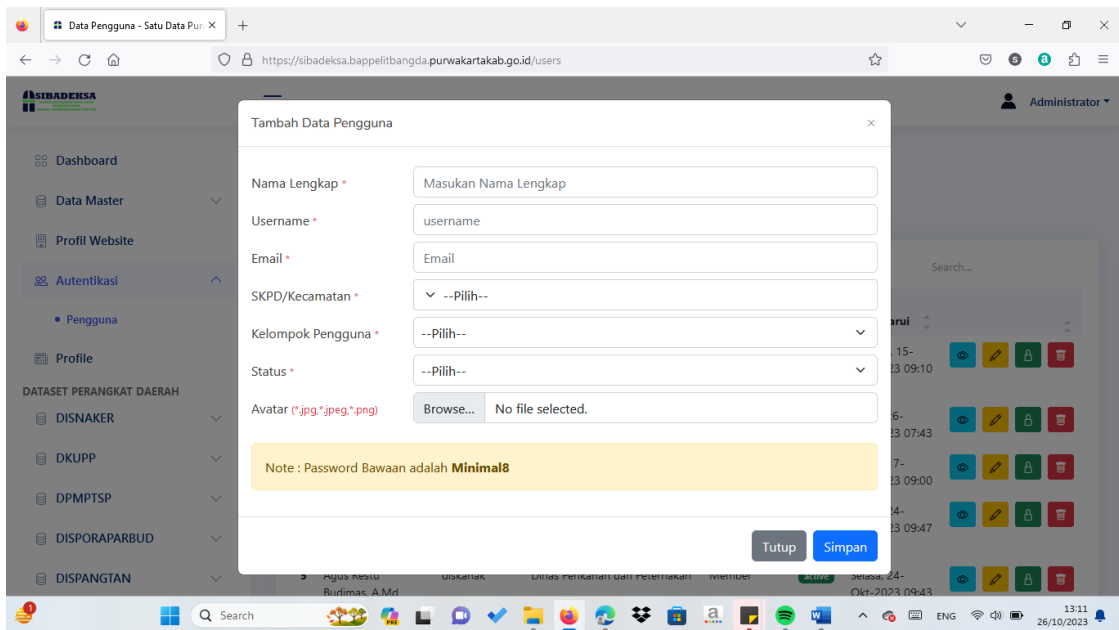 Data Pengguna - Satu Data Pur
https://sibadeksa.bappelitbangda.purwakartakab.go.id/users
SIBADEKSA
Administrator
Dashboard
Data Master
Profil Website
Autentikasi
Pengguna
Profile
DATASET PERANGKAT DAERAH
DISNAKER
DKUPP
DPMPTSP
DISPORAPARBUD
DISPANGTAN
Tambah Data Pengguna
Nama Lengkap *
Masukan Nama Lengkap
Username *
username
Email *
Email
SKPD/Kecamatan *
--Pilih--
Kelompok Pengguna *
--Pilih--
Status *
--Pilih--
Avatar (*.jpg,*.jpeg,*.png)
Browse... No file selected.
Note : Password Bawaan adalah Minimal8
Tutup
Simpan
Search...
arui
15-
23 09:10
6-
23 07:43
7-
23 09:00
4-
23 09:47
5 Agus Restu diskanak Dinas Perikanan dan Peternakan Member active Selasa, 24-
Budimas, A.Md Okt-2023 09:43
Search
PRE
ENG
13:11
26/10/2023